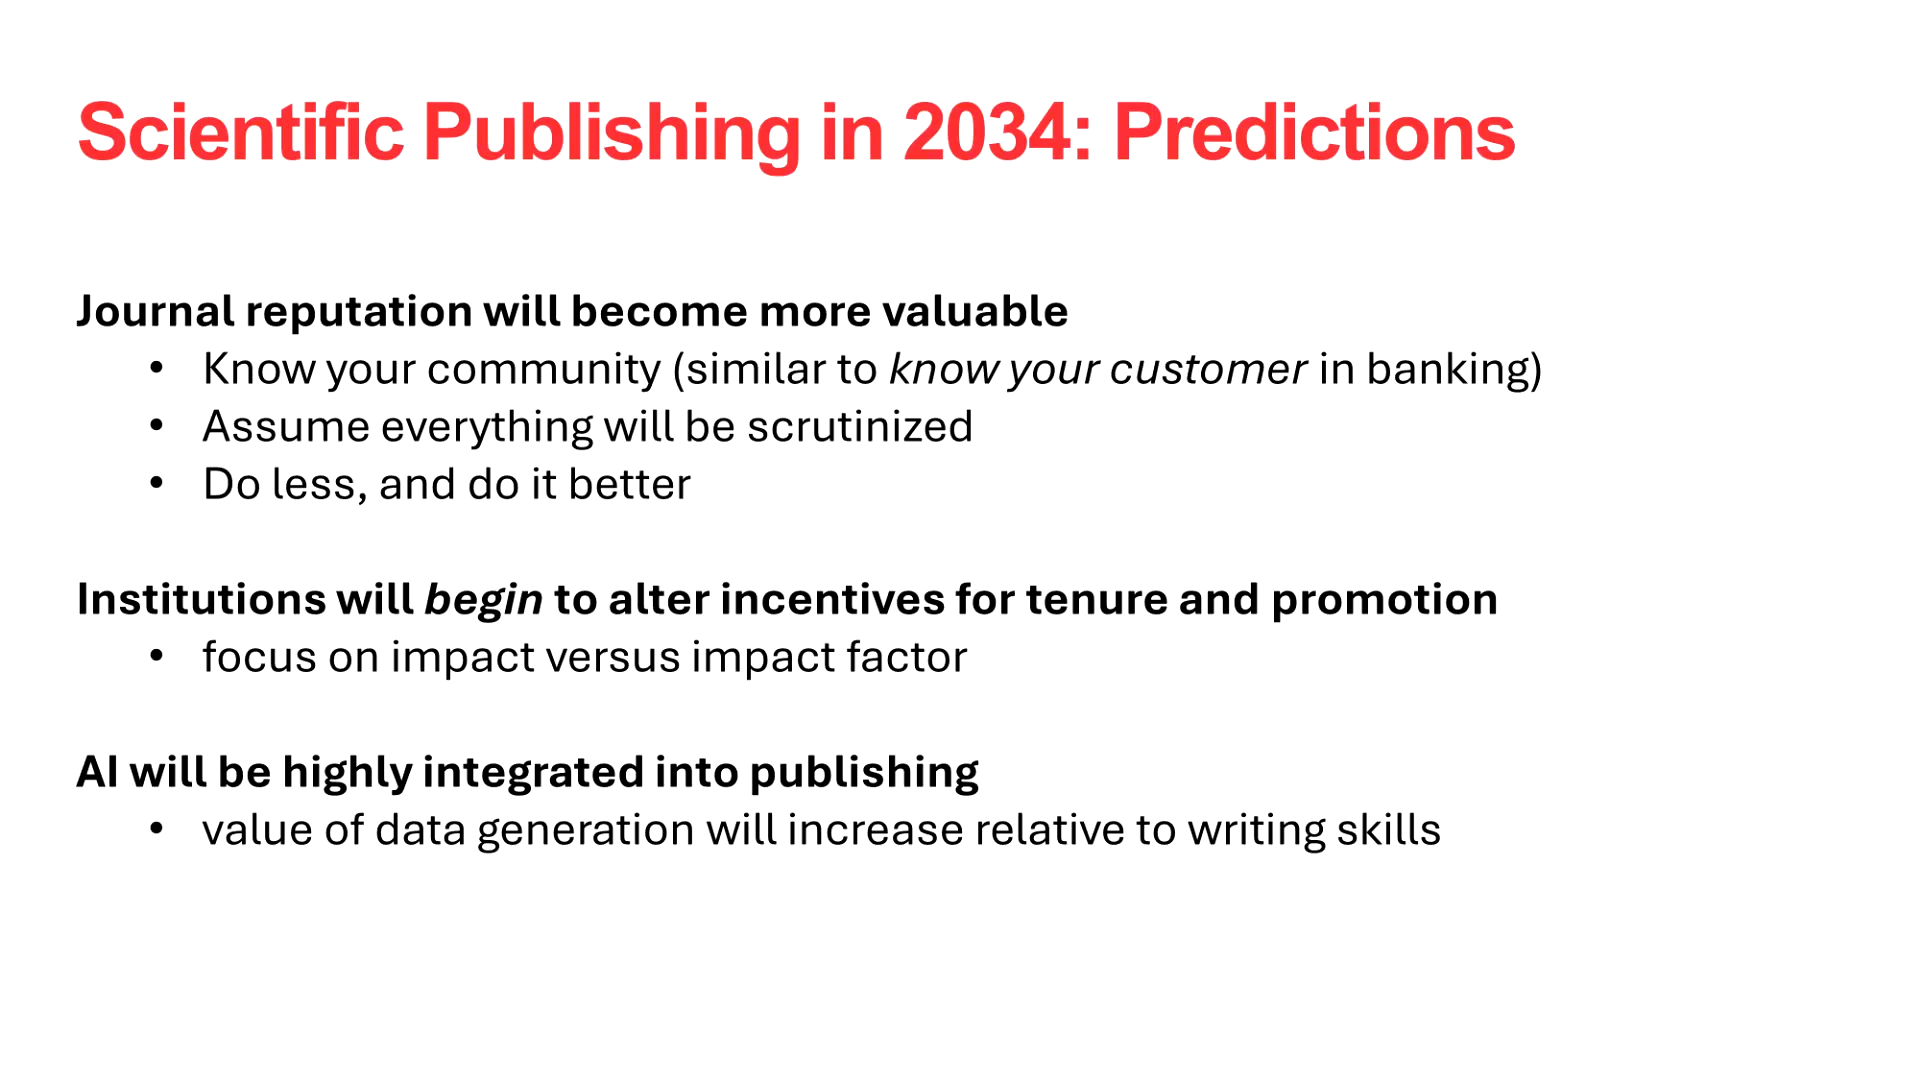 Scientific Publishing in 2034: Predictions
Journal reputation will become more valuable
• Know your community (similar to know your customer in banking)
• Assume everything will be scrutinized
• Do less, and do it better
Institutions will begin to alter incentives for tenure and promotion
• focus on impact versus impact factor
AI will be highly integrated into publishing
• value of data generation will increase relative to writing skills